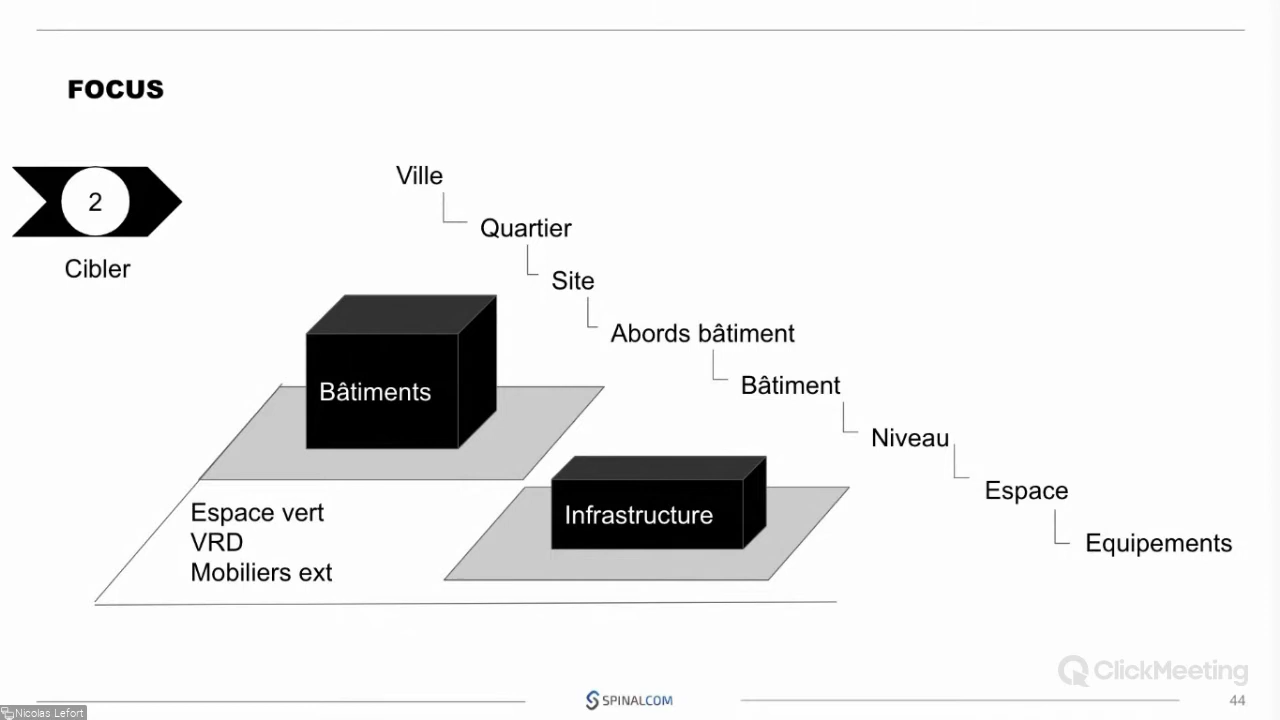 FOCUS
2
Cibler
Ville
Quartier
Site
Abords bâtiment
Bâtiment
Niveau
Espace
Equipements
Bâtiments
Infrastructure
Espace vert
VRD
Mobiliers ext
ClickMeeting
SPINALCOM
44
Nicolas Lefort